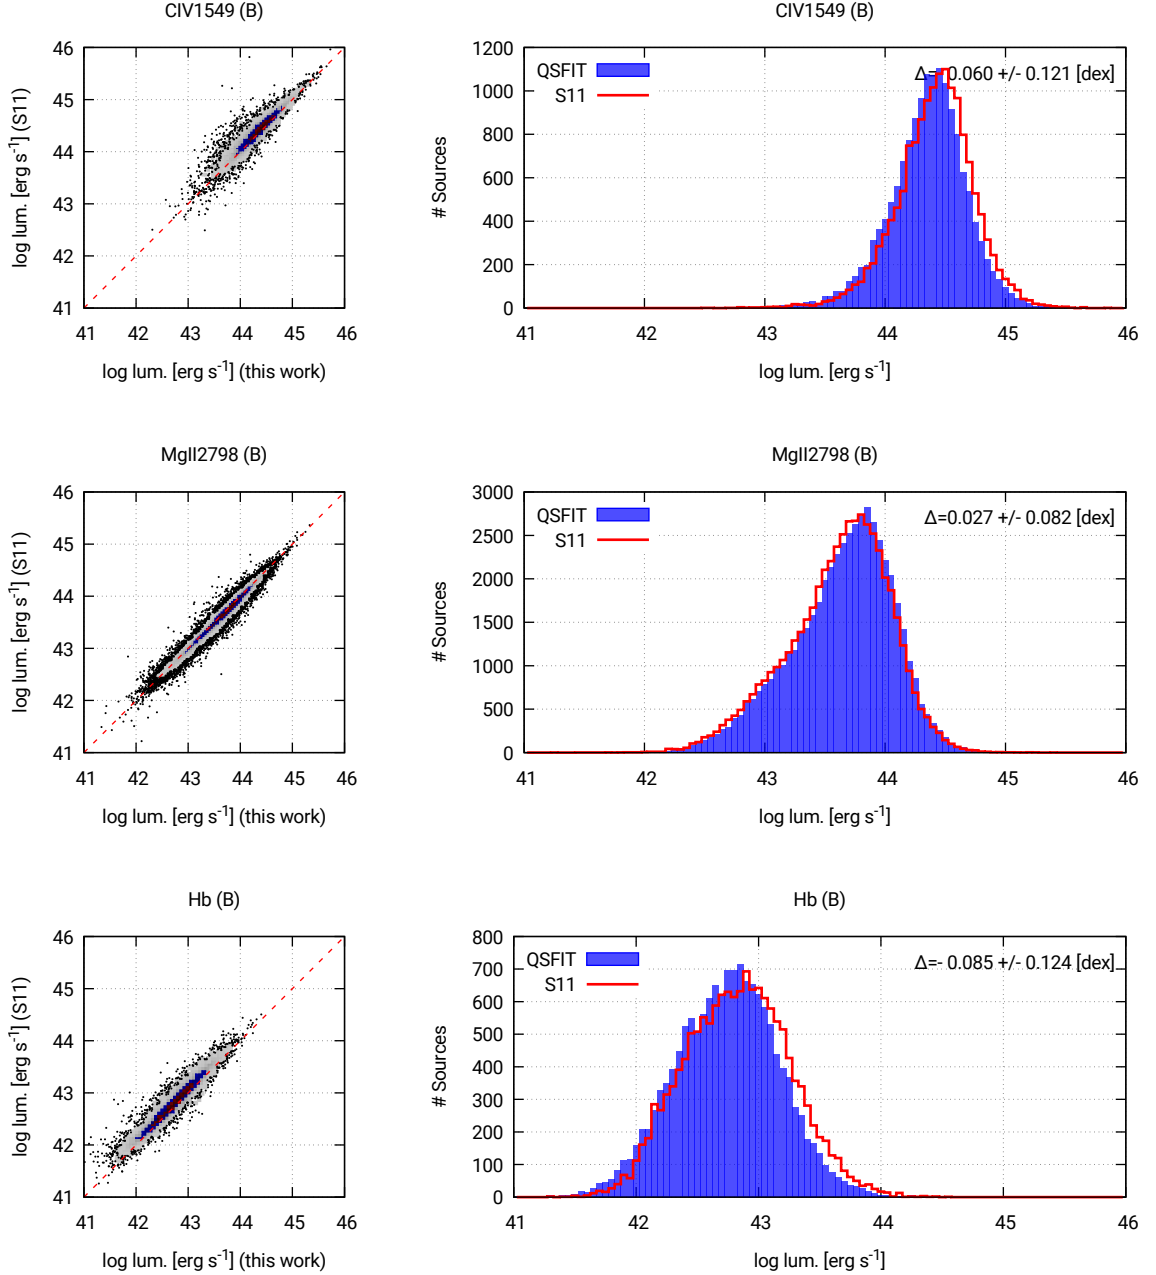 CIV1549 (B)
46
45
44
43
42
41
41 42 43 44 45 46
log lum. [erg s-1] (S11)
log lum. [erg s-1] (this work)
CIV1549 (B)
1200
1000
800
600
400
200
0
41 42 43 44 45 46
# Sources
log lum. [erg s-1]
QSFIT
S11
Δ=- 0.060 +/- 0.121 [dex]
MgII2798 (B)
46
45
44
43
42
41
41 42 43 44 45 46
log lum. [erg s-1] (S11)
log lum. [erg s-1] (this work)
MgII2798 (B)
3000
2500
2000
1500
1000
500
0
41 42 43 44 45 46
# Sources
log lum. [erg s-1]
QSFIT
S11
Δ=0.027 +/- 0.082 [dex]
Hb (B)
46
45
44
43
42
41
41 42 43 44 45 46
log lum. [erg s-1] (S11)
log lum. [erg s-1] (this work)
Hb (B)
800
700
600
500
400
300
200
100
0
41 42 43 44 45 46
# Sources
log lum. [erg s-1]
QSFIT
S11
Δ=- 0.085 +/- 0.124 [dex]